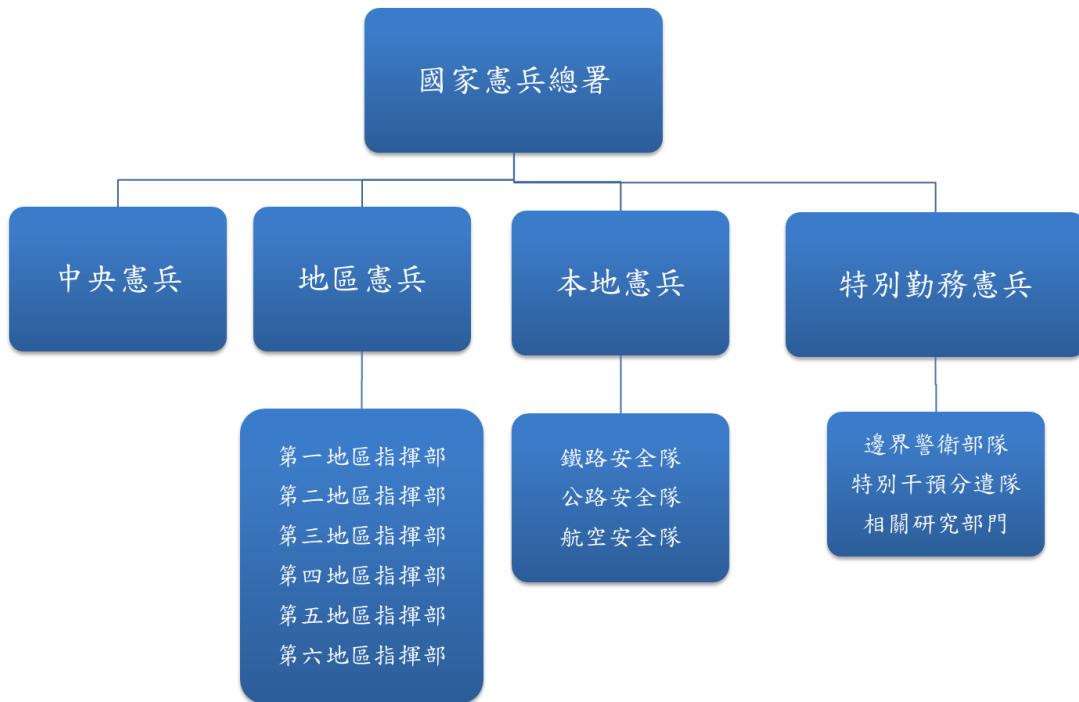 國家憲兵總署
中央憲兵
地區憲兵
本地憲兵
特別勤務憲兵
第一地區指揮部
第二地區指揮部
第三地區指揮部
第四地區指揮部
第五地區指揮部
第六地區指揮部
鐵路安全隊
公路安全隊
航空安全隊
邊界警衛部隊
特別干預分遣隊
相關研究部門